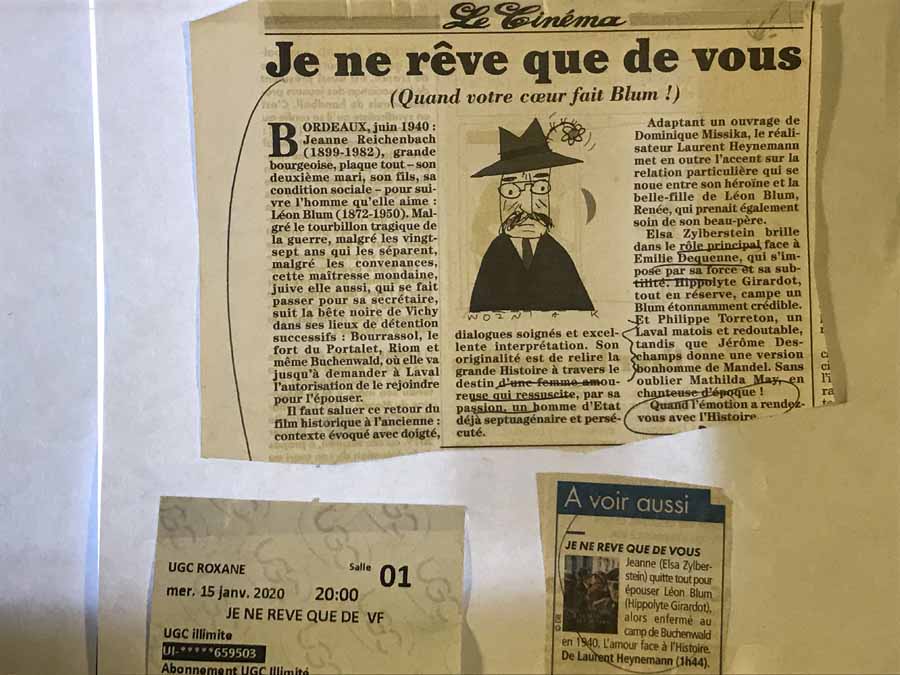 Le Cinéma
Je ne rêve que de vous
(Quand votre cœur fait Blum !)
BORDEAUX, juin 1940 :
Jeanne Reichenbach
(1899-1982), grande
bourgeoise, plaque tout – son
deuxième mari, son fils, sa
condition sociale – pour sui-
vre l'homme qu'elle aime :
Léon Blum (1872-1950). Mal-
gré le tourbillon tragique de
la guerre, malgré les vingt-
sept ans qui les séparent,
malgré les convenances,
cette maîtresse mondaine,
juive elle aussi, qui se fait
passer pour sa secrétaire,
suit la bête noire de Vichy
dans ses lieux de détention
successifs : Bourrassol, le
fort du Portalet, Riom et
même Buchenwald, où elle va
jusqu'à demander à Laval
l'autorisation de le rejoindre
pour l'épouser.
Il faut saluer ce retour du
film historique à l'ancienne :
contexte évoqué avec doigté,
WOZNIAK
dialogues soignés et excel-
lente interprétation. Son
originalité est de relire la
grande Histoire à travers le
destin d'une femme amou-
reuse qui ressuscite, par sa
passion, un homme d'Etat
déjà septuagénaire et persé-
cuté.
Adaptant un ouvrage de
Dominique Missika, le réali-
sateur Laurent Heynemann
met en outre l'accent sur la
relation particulière qui se
noue entre son héroïne et la
belle-fille de Léon Blum,
Renée, qui prenait également
soin de son beau-père.
Elsa Zylberstein brille
dans le rôle principal face à
Emilie Dequenne, qui s'im-
pose par sa force et sa sub-
tilité. Hippolyte Girardot,
tout en réserve, campe un
Blum étonnamment crédible.
Et Philippe Torreton, un
Laval matois et redoutable,
tandis que Jérôme Des-
champs donne une version
bonhomme de Mandel. Sans
oublier Mathilda May, en
chanteuse d'époque !
Quand l'émotion a rendez-
vous avec l'Histoire.
UGC ROXANE
Salle 01
mer. 15 janv. 2020 20:00
JE NE REVE QUE DE VF
UGC illimite
UI-*****659503
Abonnement UGC Illimité
A voir aussi
JE NE REVE QUE DE VOUS
Jeanne (Elsa Zylber-
stein) quitte tout pour
épouser Léon Blum
(Hippolyte Girardot),
alors enfermé au
camp de Buchenwald
en 1940. L'amour face à l'Histoire.
De Laurent Heynemann (1h44).